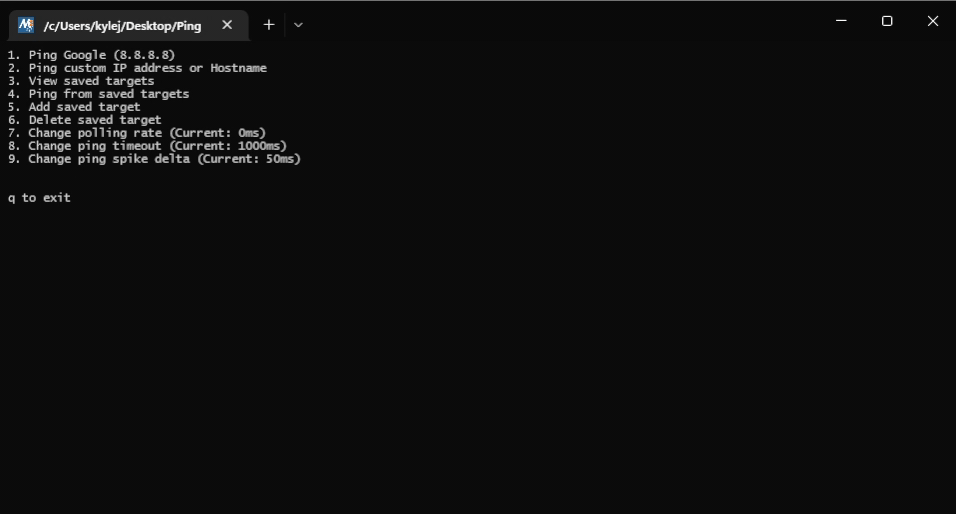 /c/Users/kylej/Desktop/Ping
1. Ping Google (8.8.8.8)
2. Ping custom IP address or Hostname
3. View saved targets
4. Ping from saved targets
5. Add saved target
6. Delete saved target
7. Change polling rate (Current: 0ms)
8. Change ping timeout (Current: 1000ms)
9. Change ping spike delta (Current: 50ms)
q to exit